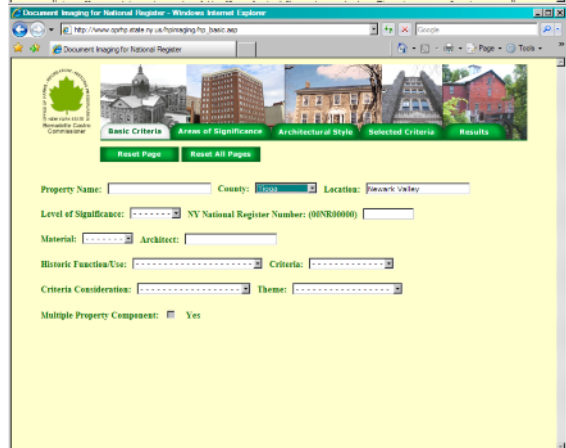 Document Imaging for National Register - Windows Internet Explorer
http://www.oprhp.state.ny.us/hpimaging/hp_basic.asp
Google
Document Imaging for National Register
Page
Tools
Bernadette Castro
Commissioner
Basic Criteria
Areas of Significance
Architectural Style
Selected Criteria
Results
Reset Page
Reset All Pages
Property Name: County: Tioga Location: Newark Valley
Level of Significance: - - - - - - - NY National Register Number: (00NR00000)
Material: - - - - - - - Architect:
Historic Function/Use: Criteria:
Criteria Consideration: Theme:
Multiple Property Component: Yes